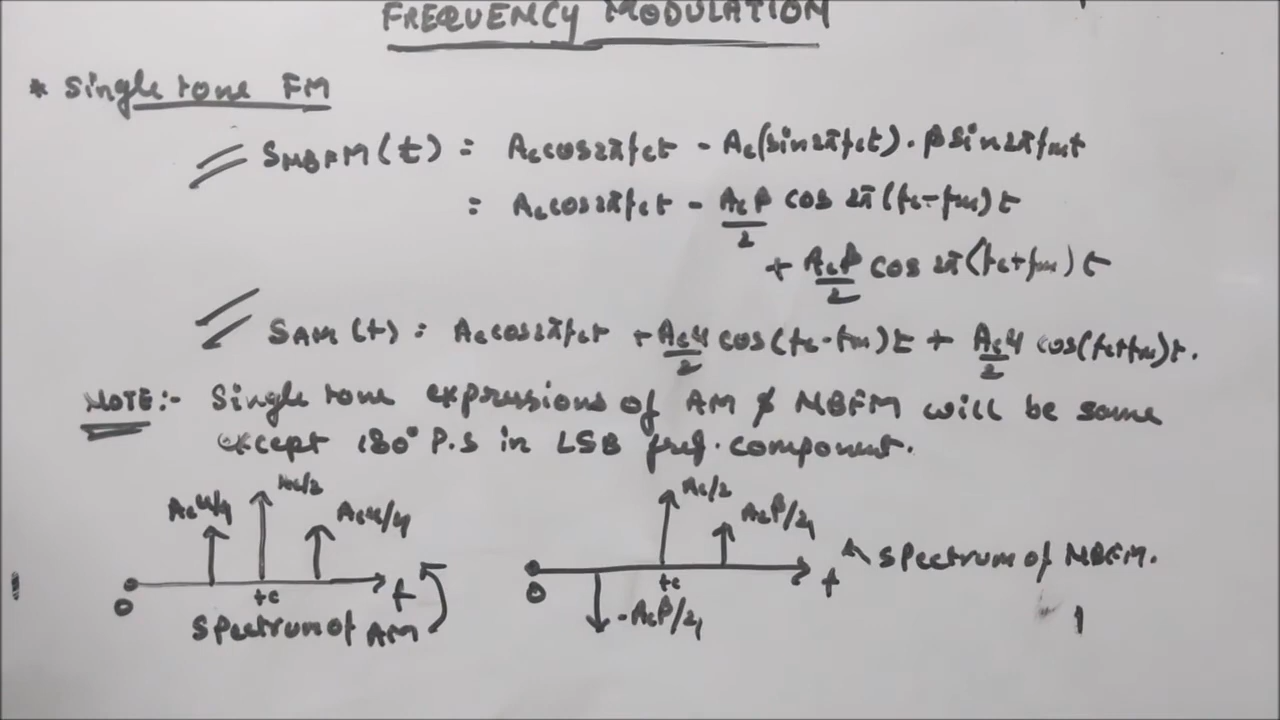 FREQUENCY MODULATION
* Single tone FM
SNBFM(t) = Accos2πfct - Ac(sin2πfct).βsin2πfmt
= Accos2πfct - Acβ/2 cos 2π(fc-fm)t
+ Acβ/2 cos 2π(fc+fm)t
SAM(t) = Accos2πfct + Acμ/2 cos(fc-fm)t + Acμ/2 cos(fc+fm)t.
NOTE:- Single tone expressions of AM & NBFM will be same
except 180° P.S in LSB freq. component.
Acμ/4 Ac/2 Acμ/4
0 fc f
Spectrum of AM
Ac/2 Acβ/4
0 fc f
-Acβ/4
Spectrum of NBFM.